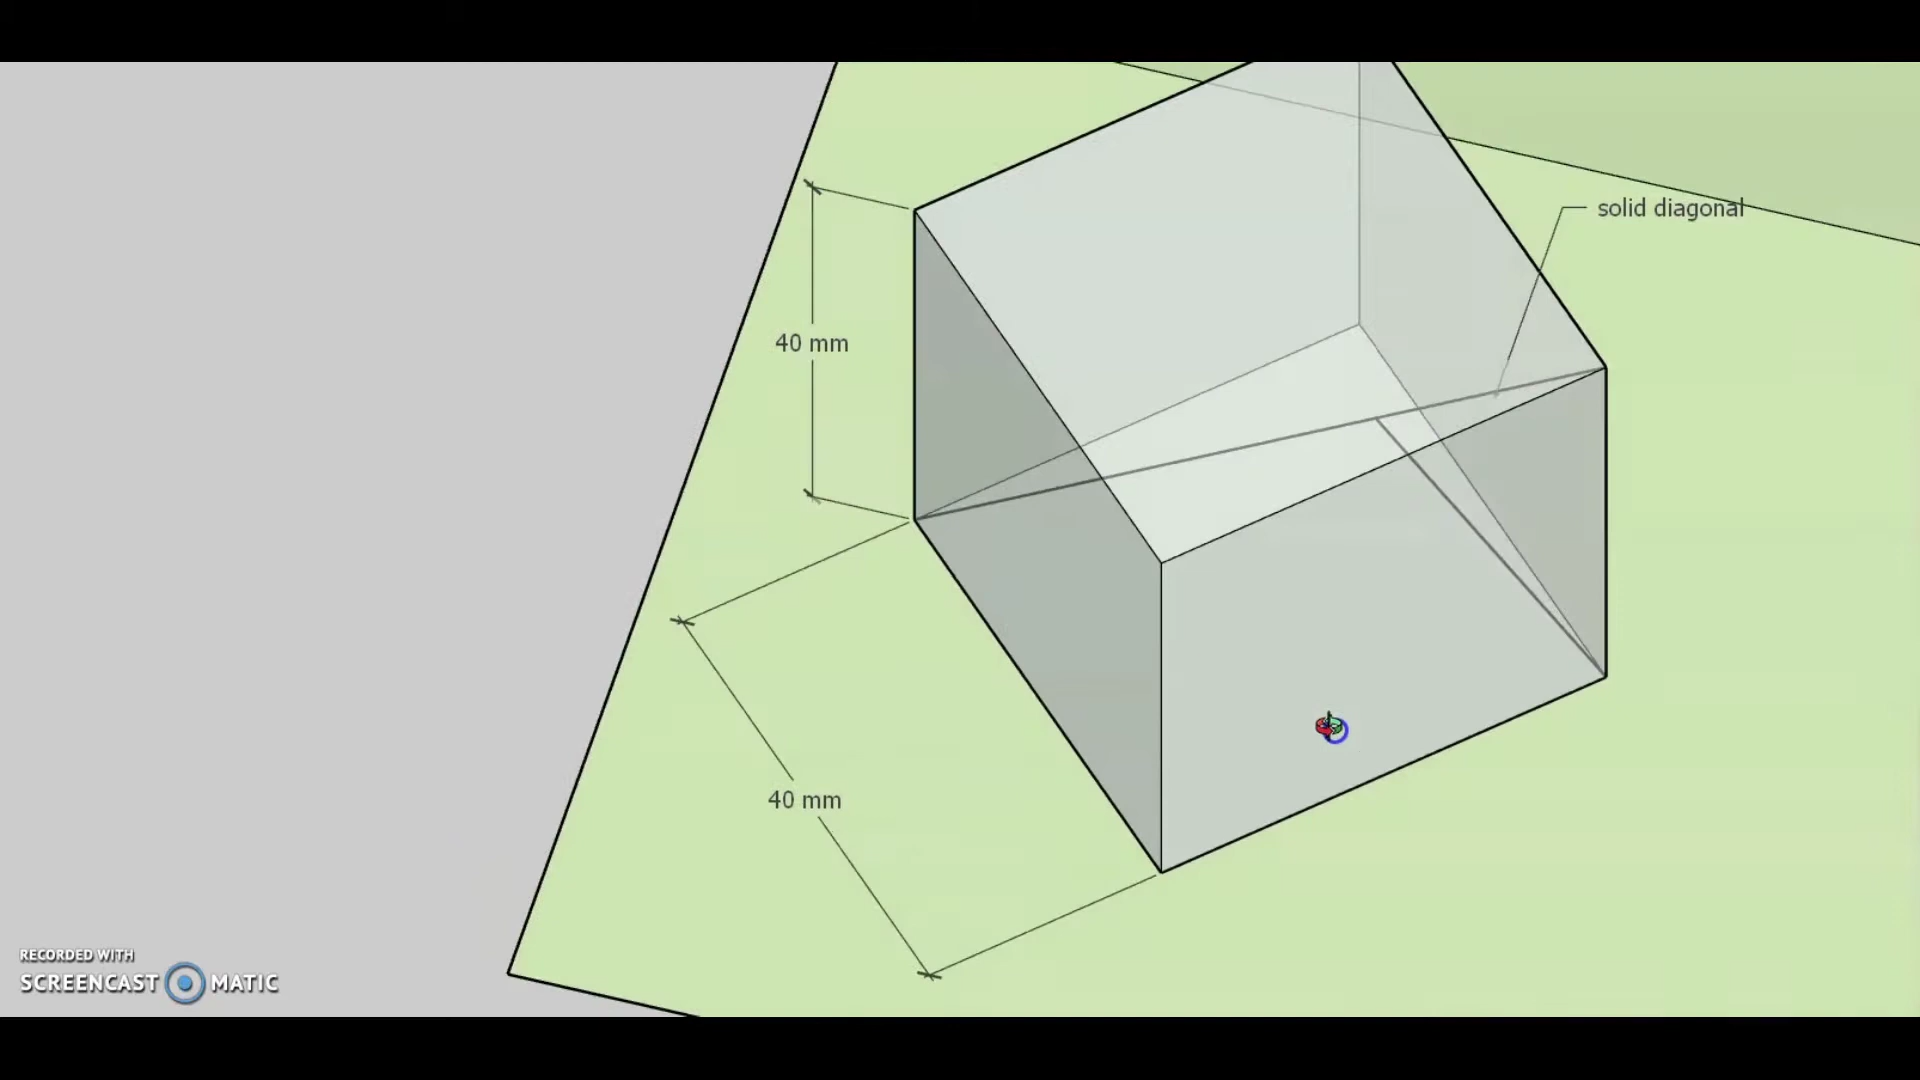 solid diagonal
40 mm
40 mm
RECORDED WITH
SCREENCAST MATIC